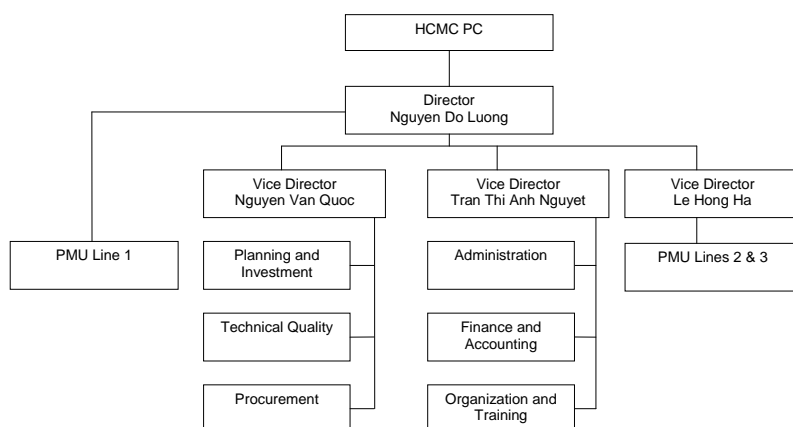 HCMC PC
Director
Nguyen Do Luong
Vice Director
Nguyen Van Quoc
Vice Director
Tran Thi Anh Nguyet
Vice Director
Le Hong Ha
PMU Line 1
Planning and
Investment
Administration
PMU Lines 2 & 3
Technical Quality
Finance and
Accounting
Procurement
Organization and
Training